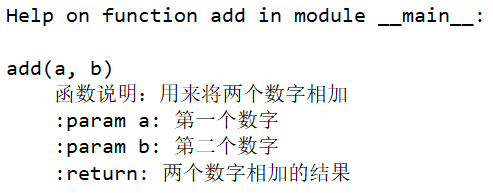 Help on function add in module __main__:

add(a, b)
    函数说明：用来将两个数字相加
    :param a: 第一个数字
    :param b: 第二个数字
    :return: 两个数字相加的结果